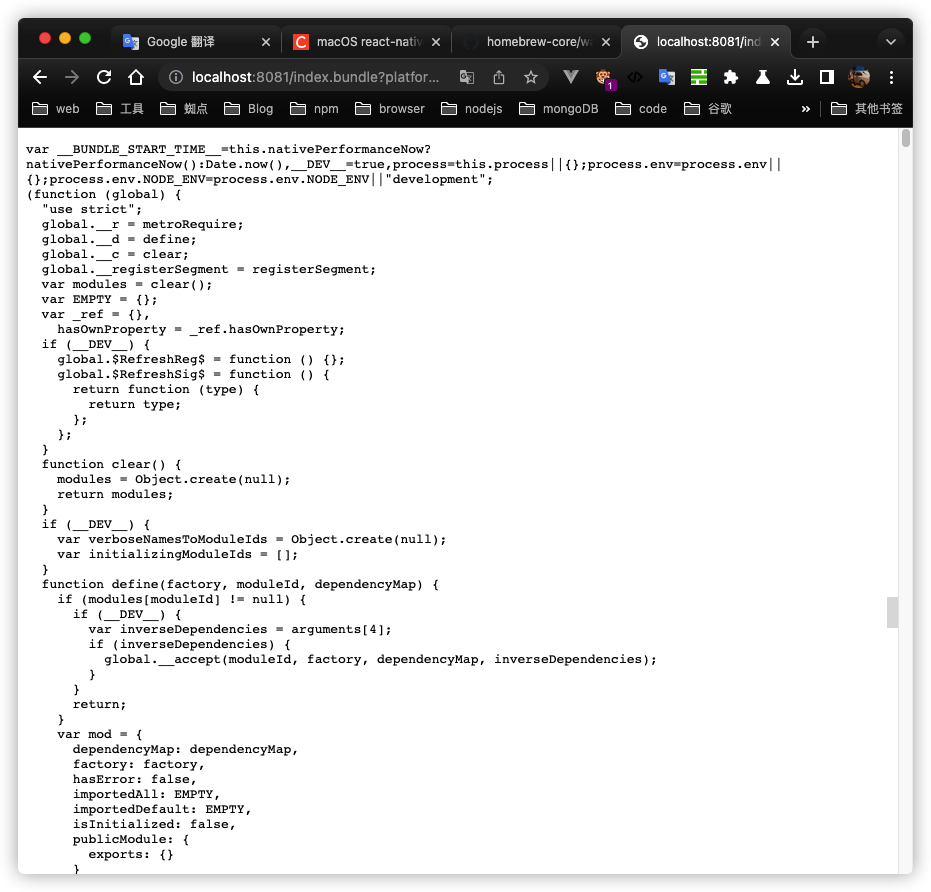 Google 翻译
macOS react-nativ
homebrew-core/wa
localhost:8081/ind
localhost:8081/index.bundle?platfor...
1
web
工具
蜘点
Blog
npm
browser
nodejs
mongoDB
code
谷歌
»
其他书签
var __BUNDLE_START_TIME__=this.nativePerformanceNow?
nativePerformanceNow():Date.now(),__DEV__=true,process=this.process||{};process.env=process.env||
{};process.env.NODE_ENV=process.env.NODE_ENV||"development";
(function (global) {
  "use strict";
  global.__r = metroRequire;
  global.__d = define;
  global.__c = clear;
  global.__registerSegment = registerSegment;
  var modules = clear();
  var EMPTY = {};
  var _ref = {},
    hasOwnProperty = _ref.hasOwnProperty;
  if (__DEV__) {
    global.$RefreshReg$ = function () {};
    global.$RefreshSig$ = function () {
      return function (type) {
        return type;
      };
    };
  }
  function clear() {
    modules = Object.create(null);
    return modules;
  }
  if (__DEV__) {
    var verboseNamesToModuleIds = Object.create(null);
    var initializingModuleIds = [];
  }
  function define(factory, moduleId, dependencyMap) {
    if (modules[moduleId] != null) {
      if (__DEV__) {
        var inverseDependencies = arguments[4];
        if (inverseDependencies) {
          global.__accept(moduleId, factory, dependencyMap, inverseDependencies);
        }
      }
      return;
    }
    var mod = {
      dependencyMap: dependencyMap,
      factory: factory,
      hasError: false,
      importedAll: EMPTY,
      importedDefault: EMPTY,
      isInitialized: false,
      publicModule: {
        exports: {}
      }